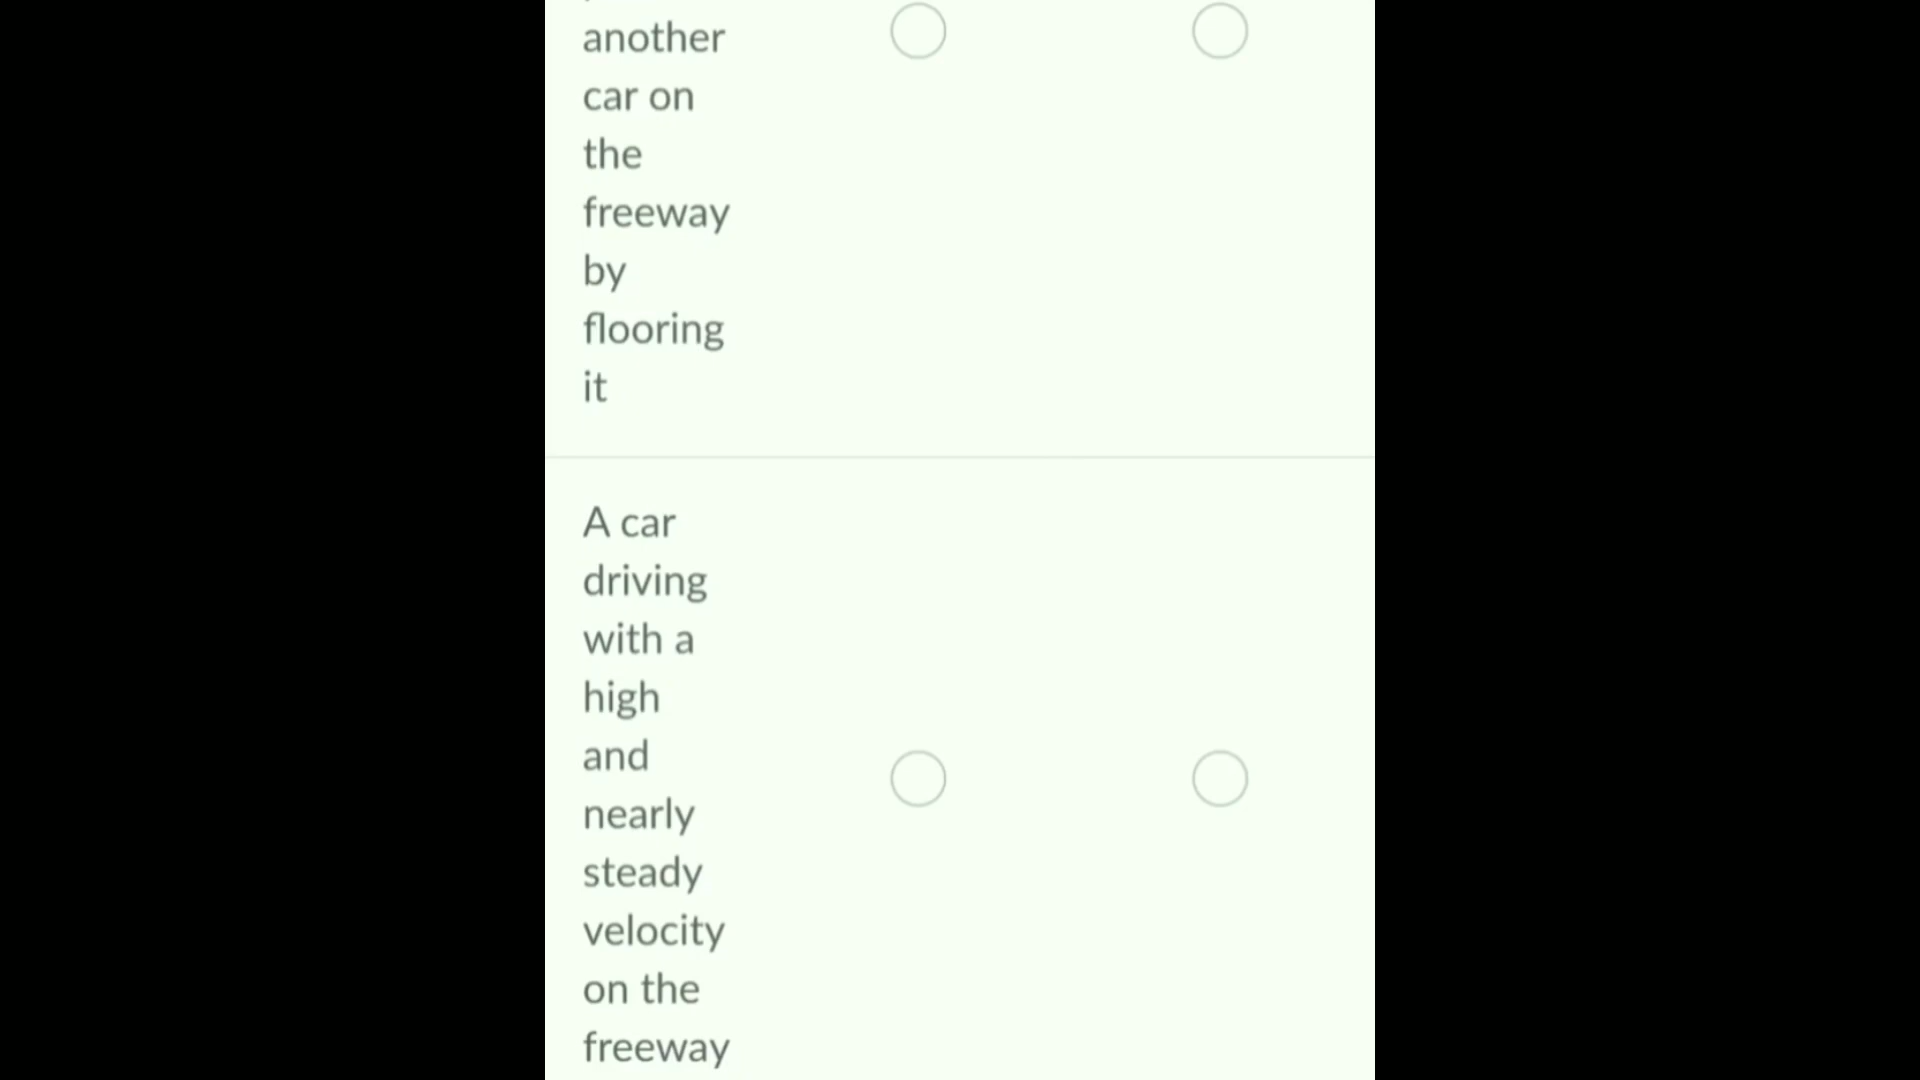 another
car on
the
freeway
by
flooring
it
A car
driving
with a
high
and
nearly
steady
velocity
on the
freeway